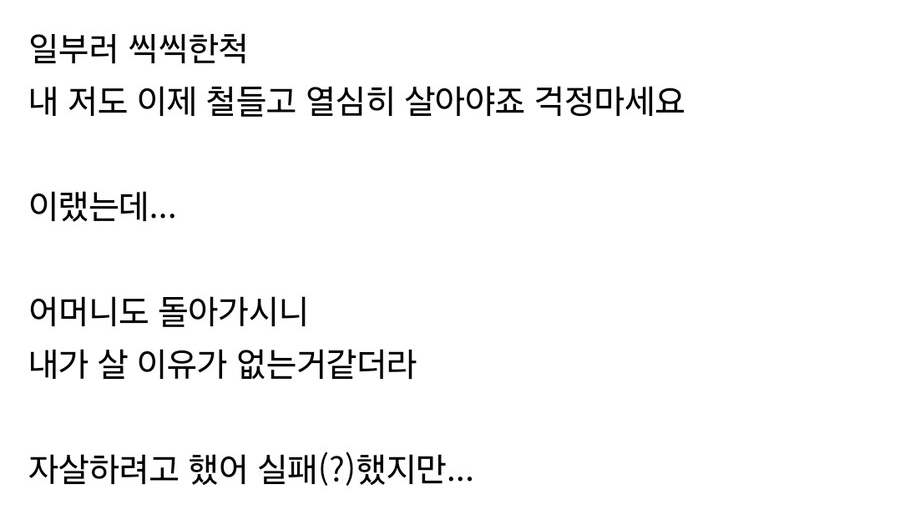 일부러 씩씩한척
내 저도 이제 철들고 열심히 살아야죠 걱정마세요
이랬는데...
어머니도 돌아가시니
내가 살 이유가 없는거같더라
자살하려고 했어 실패(?)했지만...